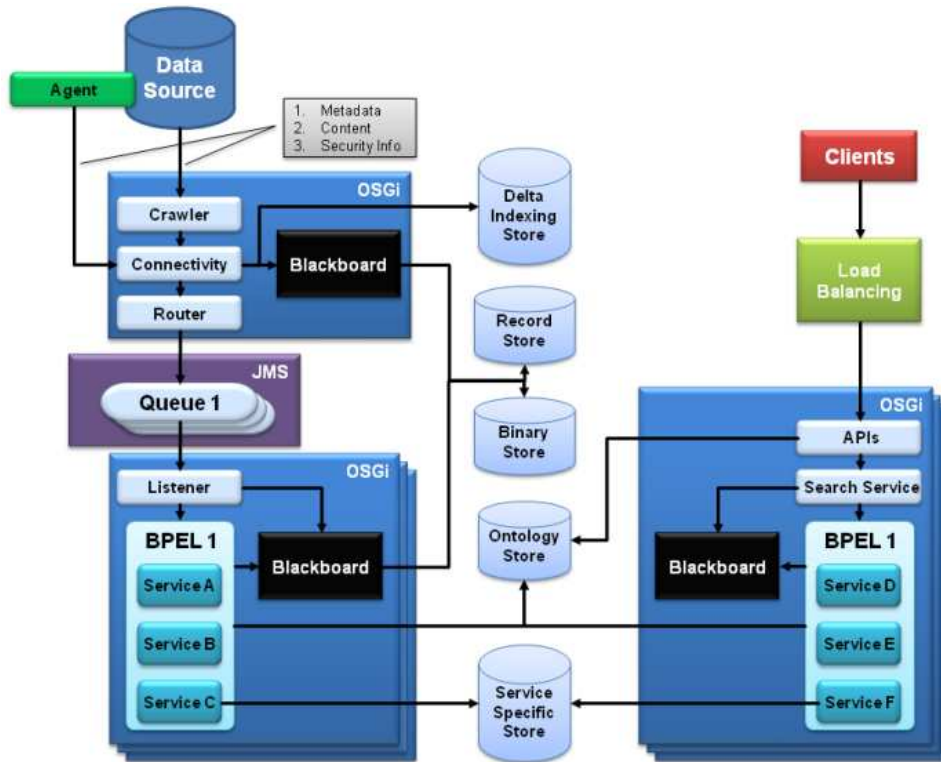 Data
Source
Agent
1. Metadata
2. Content
3. Security Info
OSGi
Crawler
Connectivity
Router
Blackboard
Delta
Indexing
Store
Clients
Load
Balancing
Record
Store
JMS
Queue 1
Binary
Store
OSGi
Listener
BPEL 1
Service A
Service B
Service C
Blackboard
Ontology
Store
Service
Specific
Store
OSGi
APIs
Search Service
Blackboard
BPEL 1
Service D
Service E
Service F